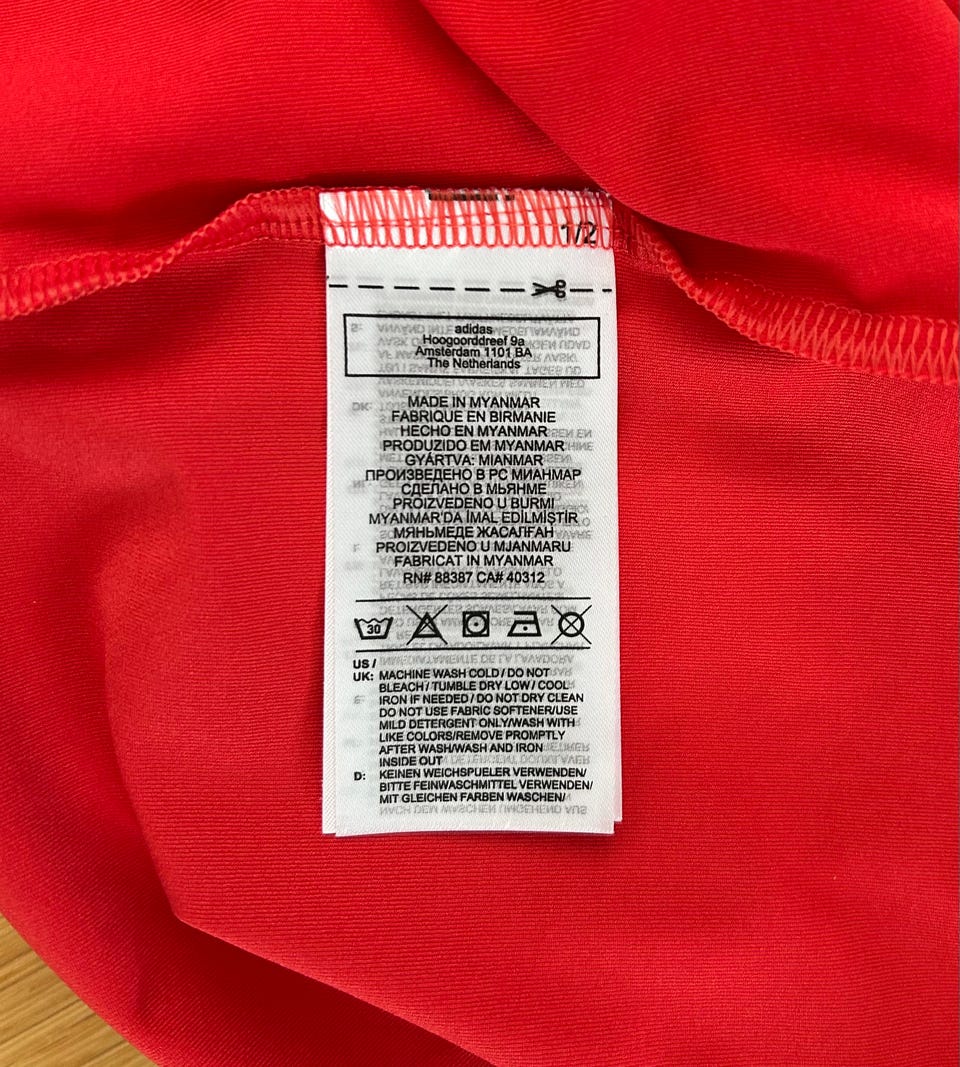 1/2
adidas
Hoogoorddreef 9a
Amsterdam 1101 BA
The Netherlands
MADE IN MYANMAR
FABRIQUE EN BIRMANIE
HECHO EN MYANMAR
PRODUZIDO EM MYANMAR
GYÁRTVA: MIANMAR
ПРОИЗВЕДЕНО В РС МИАНМАР
СДЕЛАНО В МЬЯНМЕ
PROIZVEDENO U BURMI
MYANMAR'DA İMAL EDİLMİŞTİR
МЯНЬМЕДЕ ЖАСАЛҒАН
PROIZVEDENO U MJANMARU
FABRICAT IN MYANMAR
RN# 88387 CA# 40312
30
US /
UK: MACHINE WASH COLD / DO NOT
BLEACH / TUMBLE DRY LOW / COOL
IRON IF NEEDED / DO NOT DRY CLEAN
DO NOT USE FABRIC SOFTENER/USE
MILD DETERGENT ONLY/WASH WITH
LIKE COLORS/REMOVE PROMPTLY
AFTER WASH/WASH AND IRON
INSIDE OUT
D: KEINEN WEICHSPUELER VERWENDEN/
BITTE FEINWASCHMITTEL VERWENDEN/
MIT GLEICHEN FARBEN WASCHEN/